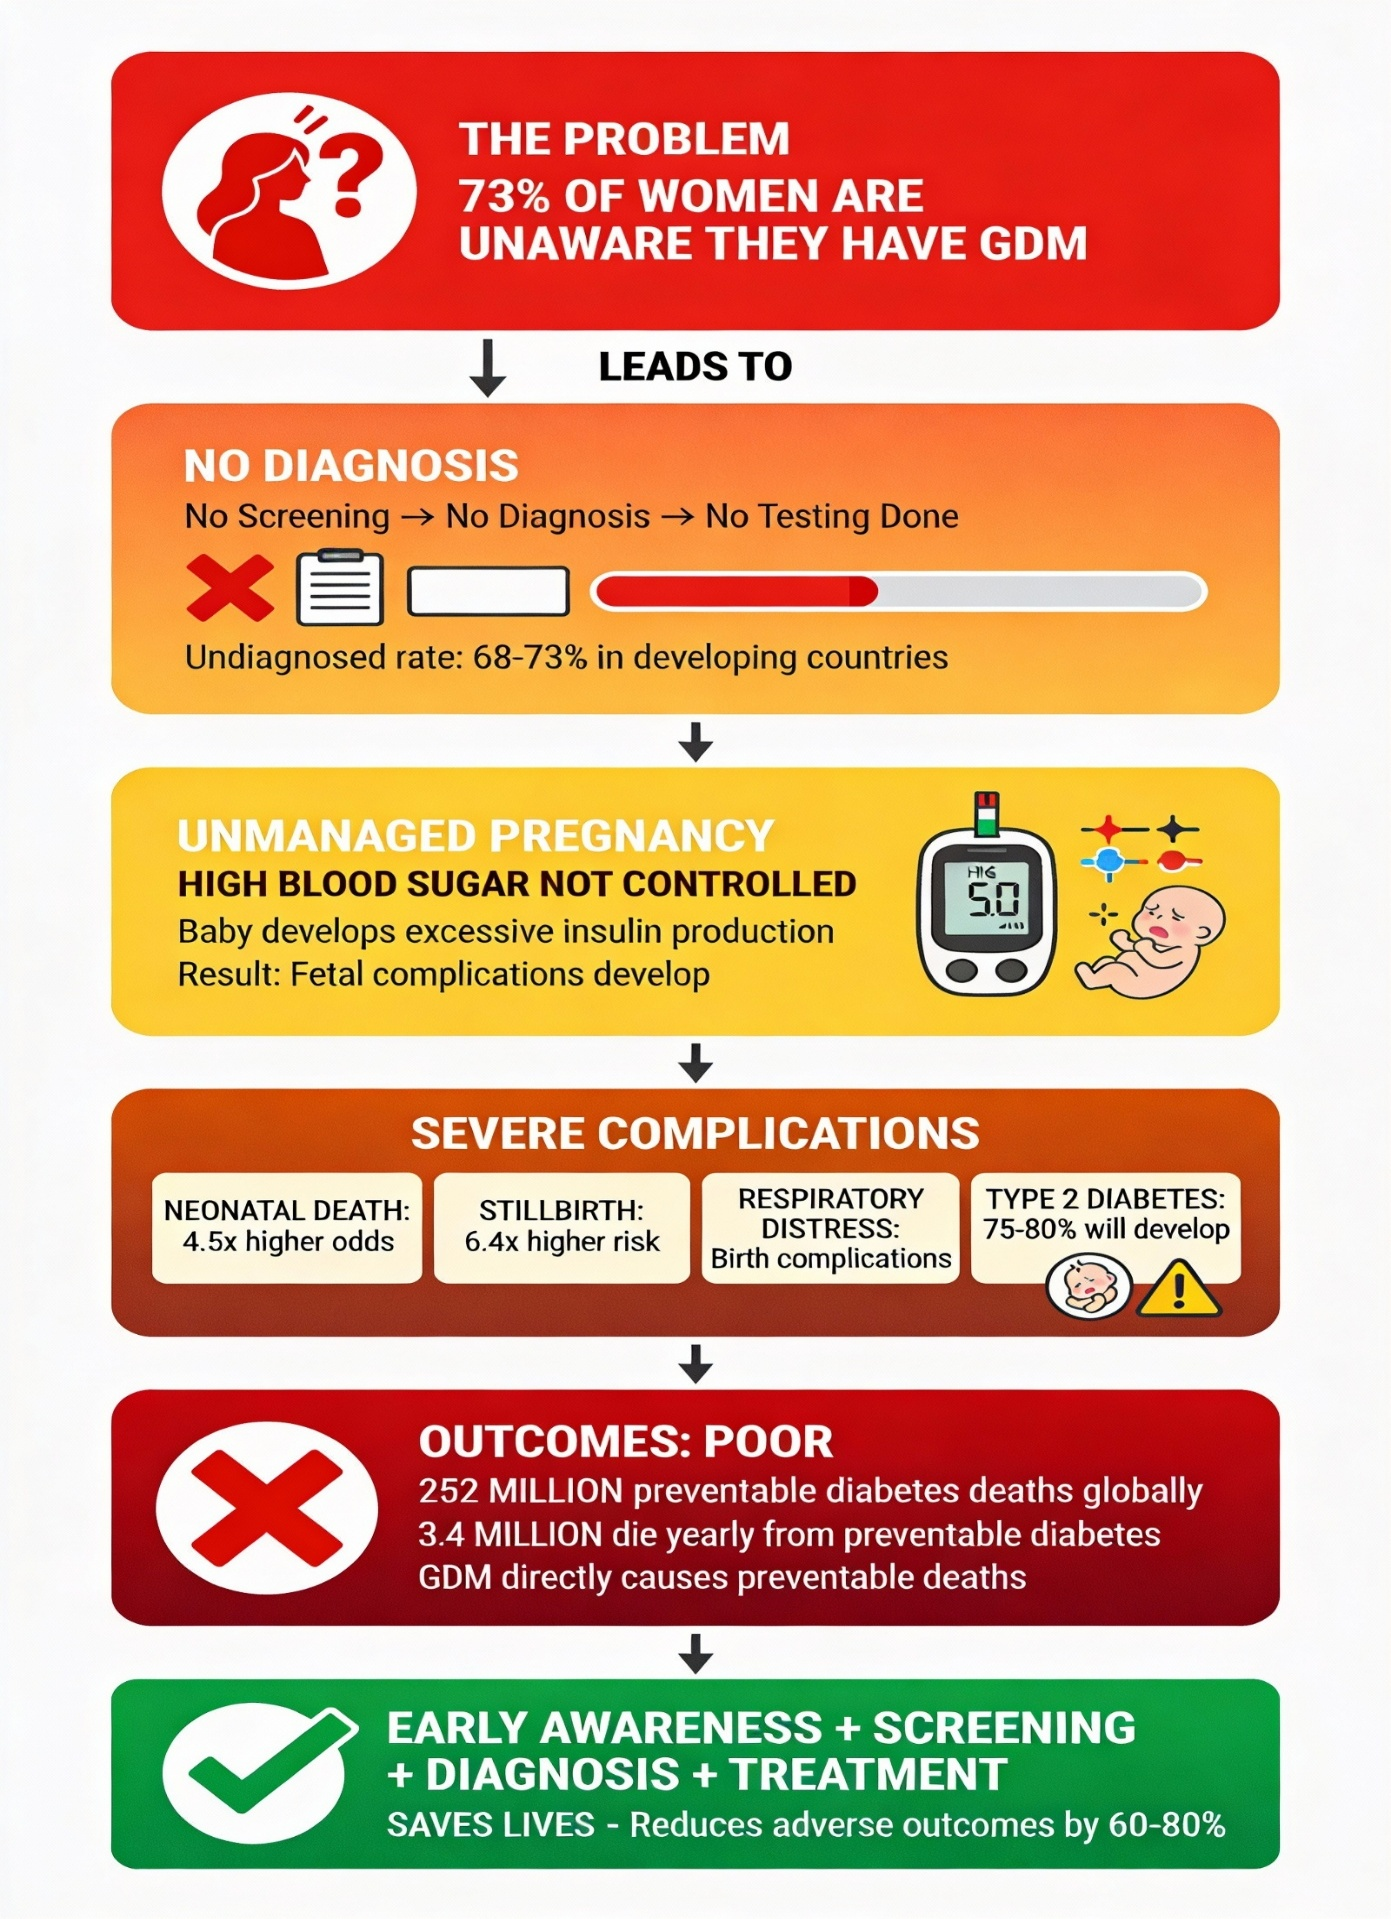 THE PROBLEM
73% OF WOMEN ARE
UNAWARE THEY HAVE GDM
LEADS TO
NO DIAGNOSIS
No Screening → No Diagnosis → No Testing Done
Undiagnosed rate: 68-73% in developing countries
UNMANAGED PREGNANCY
HIGH BLOOD SUGAR NOT CONTROLLED
Baby develops excessive insulin production
Result: Fetal complications develop
5.0
SEVERE COMPLICATIONS
NEONATAL DEATH:
4.5x higher odds
STILLBIRTH:
6.4x higher risk
RESPIRATORY
DISTRESS:
Birth complications
TYPE 2 DIABETES:
75-80% will develop
OUTCOMES: POOR
252 MILLION preventable diabetes deaths globally
3.4 MILLION die yearly from preventable diabetes
GDM directly causes preventable deaths
EARLY AWARENESS + SCREENING
+ DIAGNOSIS + TREATMENT
SAVES LIVES - Reduces adverse outcomes by 60-80%